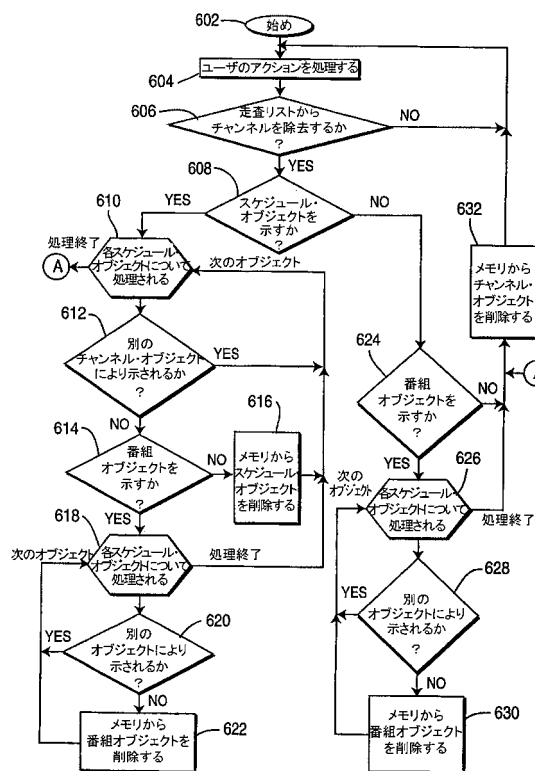 602
始め
604
ユーザのアクションを処理する
606
走査リストから
チャンネルを除去するか
?
NO
YES
608
スケジュール・
オブジェクトを
示すか
?
YES
NO
610
処理終了
A
各スケジュール・
オブジェクトについて
処理される
次のオブジェクト
632
メモリから
チャンネル・
オブジェクト
を削除する
612
別の
チャンネル・オブジェクト
により示されるか
?
YES
NO
624
番組
オブジェクトを
示すか
?
NO
YES
A
614
番組
オブジェクトを
示すか
?
NO
YES
616
メモリから
スケジュール・
オブジェクト
を削除する
618
次のオブジェクト
各スケジュール・
オブジェクトについて
処理される
処理終了
次の
オブジェクト
626
各スケジュール・
オブジェクトについて
処理される
処理終了
620
別の
オブジェクトにより
示されるか
?
YES
NO
622
メモリから
番組オブジェクトを
削除する
628
別の
オブジェクトにより
示されるか
?
YES
NO
630
メモリから
番組オブジェクト
を削除する